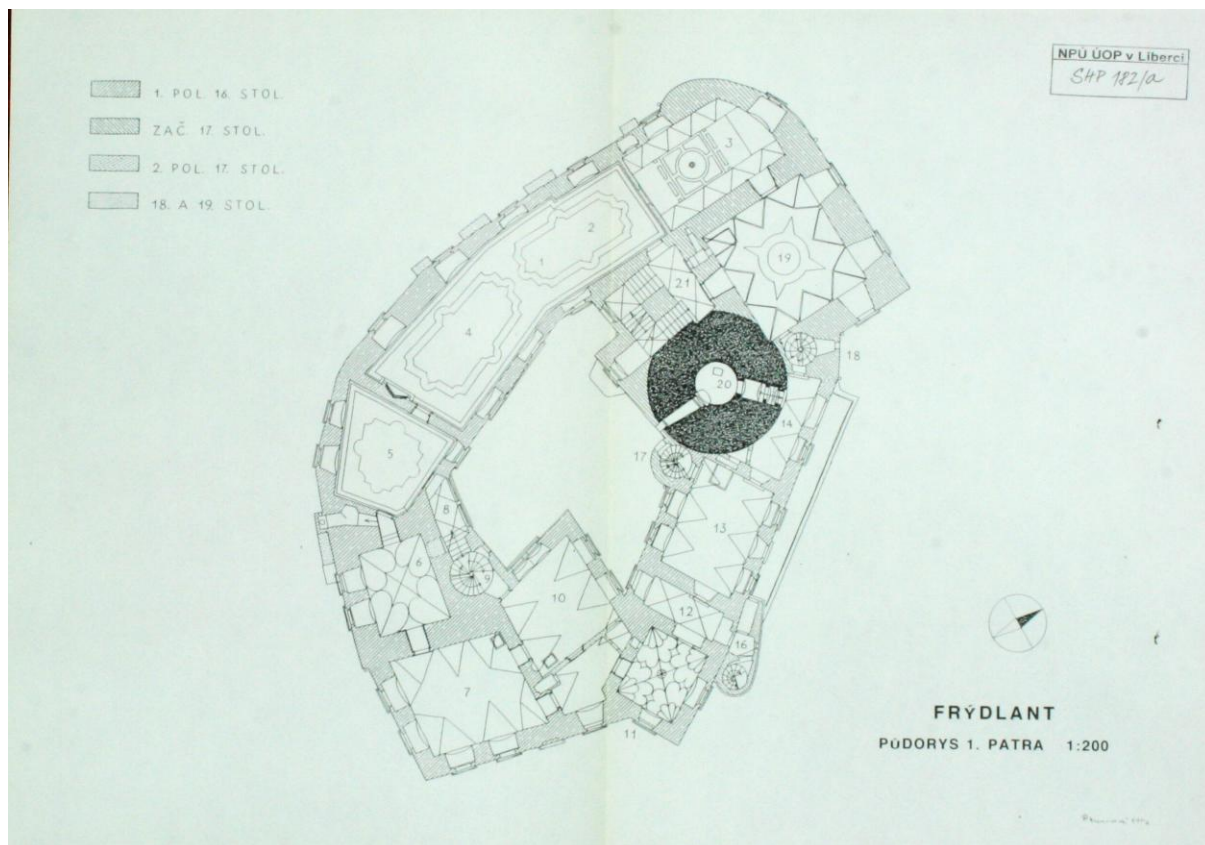 NPÚ ÚOP v Liberci
SHP 182/a
1. POL. 16. STOL.
ZAČ. 17. STOL.
2. POL. 17. STOL.
18. A 19. STOL.
3
2
1
19
21
4
18
20
14
5
17
8
13
6
9
10
12
16
7
11
FRÝDLANT
PŮDORYS 1. PATRA 1:200